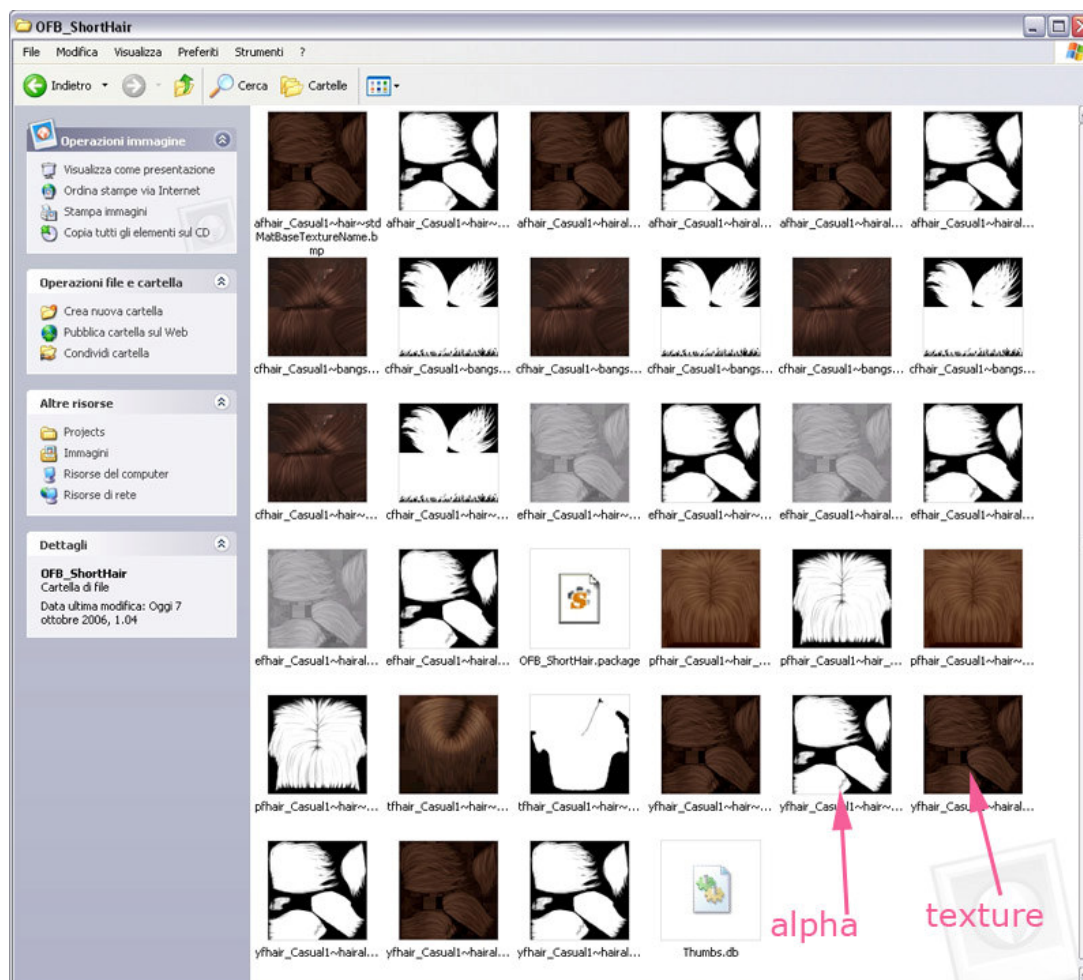 OFB_ShortHair
File Modifica Visualizza Preferiti Strumenti ?
Indietro Cerca Cartelle
Operazioni immagine
Visualizza come presentazione
Ordina stampe via Internet
Stampa immagini
Copia tutti gli elementi sul CD
Operazioni file e cartella
Crea nuova cartella
Pubblica cartella sul Web
Condividi cartella
Altre risorse
Projects
Immagini
Risorse del computer
Risorse di rete
Dettagli
OFB_ShortHair
Cartella di file
Data ultima modifica: Oggi 7
ottobre 2006, 1.04
afhair_Casual1~hair~std afhair_Casual1~hair~... afhair_Casual1~hairal... afhair_Casual1~hairal... afhair_Casual1~hairal... afhair_Casual1~hairal...
MatBaseTextureName.b
mp
cfhair_Casual1~bangs... cfhair_Casual1~bangs... cfhair_Casual1~bangs... cfhair_Casual1~bangs... cfhair_Casual1~bangs... cfhair_Casual1~bangs...
cfhair_Casual1~hair~... cfhair_Casual1~hair~... efhair_Casual1~hair~... efhair_Casual1~hair~... efhair_Casual1~hairal... efhair_Casual1~hairal...
efhair_Casual1~hairal... efhair_Casual1~hairal... OFB_ShortHair.package pfhair_Casual1~hair_... pfhair_Casual1~hair_... pfhair_Casual1~hair~...
pfhair_Casual1~hair~... tfhair_Casual1~hair~... tfhair_Casual1~hair~... yfhair_Casual1~hair~... yfhair_Casual1~hair~... yfhair_Casual1~hairal...
yfhair_Casual1~hairal... yfhair_Casual1~hairal... yfhair_Casual1~hairal... Thumbs.db
alpha
texture